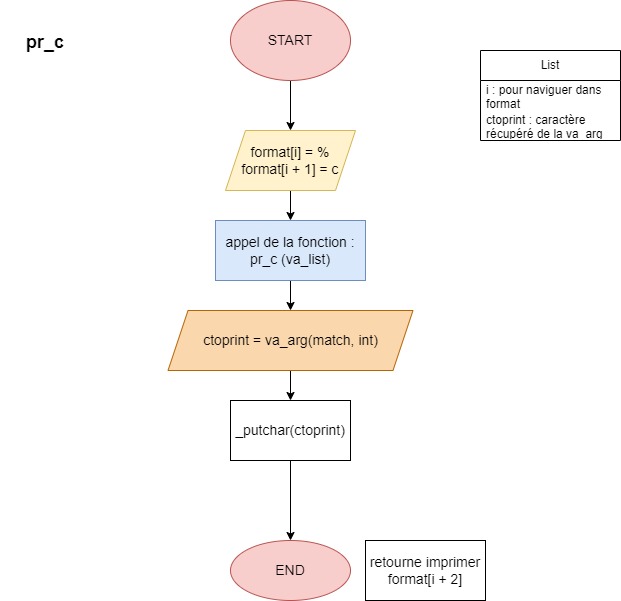 pr_c
START
List
i : pour naviguer dans
format
ctoprint : caractère
récupéré de la va_arg
format[i] = %
format[i + 1] = c
appel de la fonction :
pr_c (va_list)
ctoprint = va_arg(match, int)
_putchar(ctoprint)
END
retourne imprimer
format[i + 2]